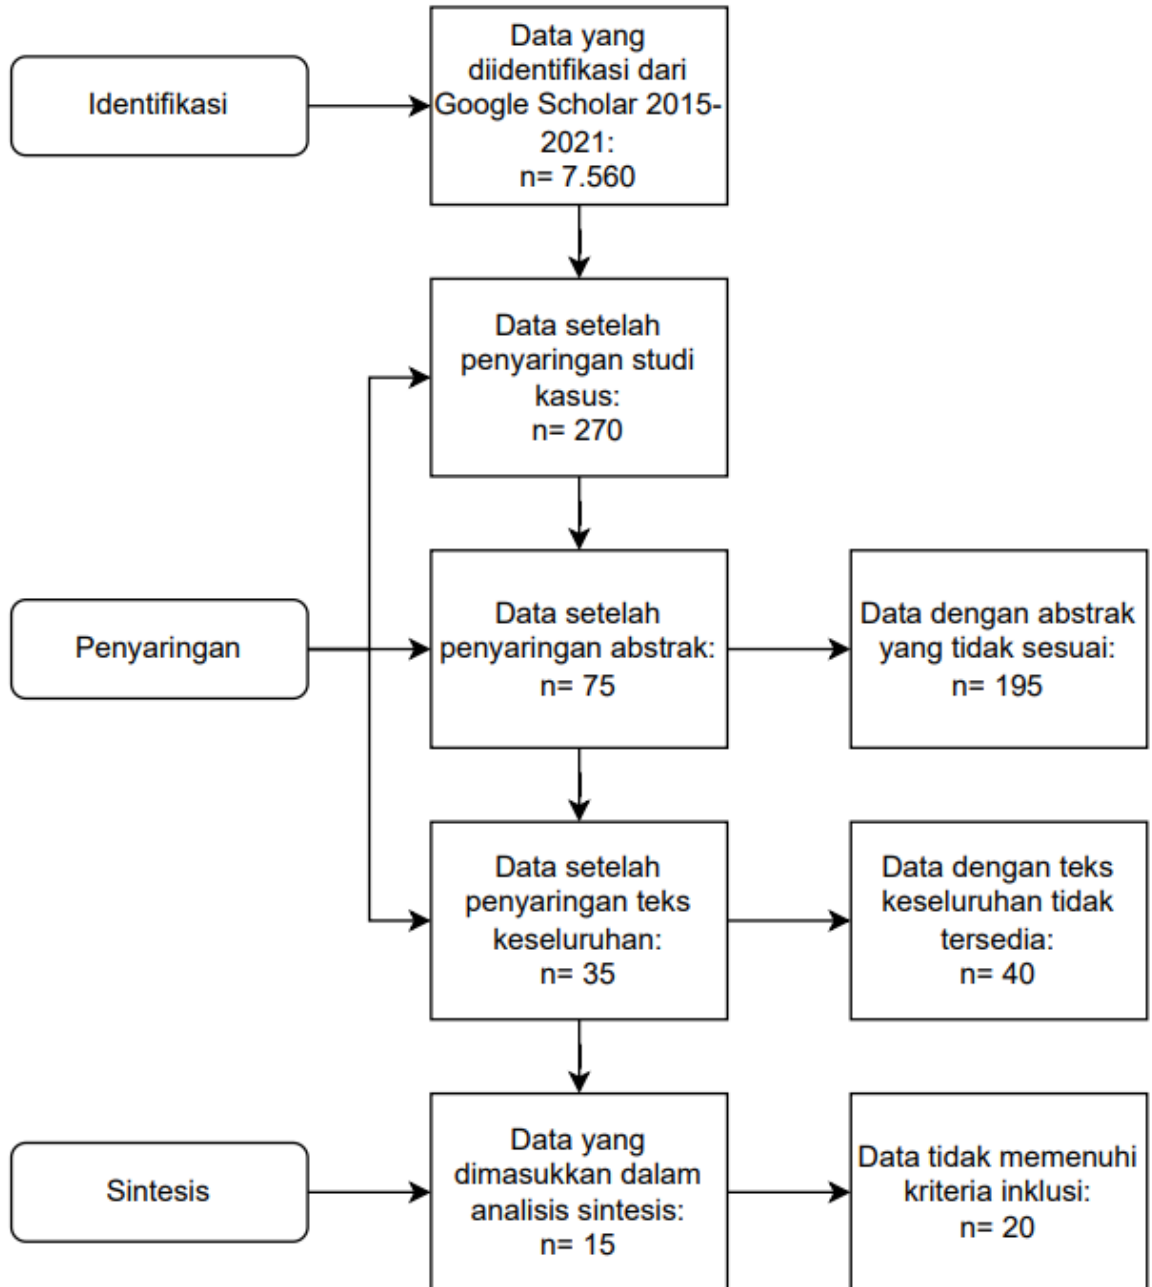 Identifikasi
Data yang
diidentifikasi dari
Google Scholar 2015-
2021:
n= 7.560
Data setelah
penyaringan studi
kasus:
n= 270
Penyaringan
Data setelah
penyaringan abstrak:
n= 75
Data dengan abstrak
yang tidak sesuai:
n= 195
Data setelah
penyaringan teks
keseluruhan:
n= 35
Data dengan teks
keseluruhan tidak
tersedia:
n= 40
Sintesis
Data yang
dimasukkan dalam
analisis sintesis:
n= 15
Data tidak memenuhi
kriteria inklusi:
n= 20